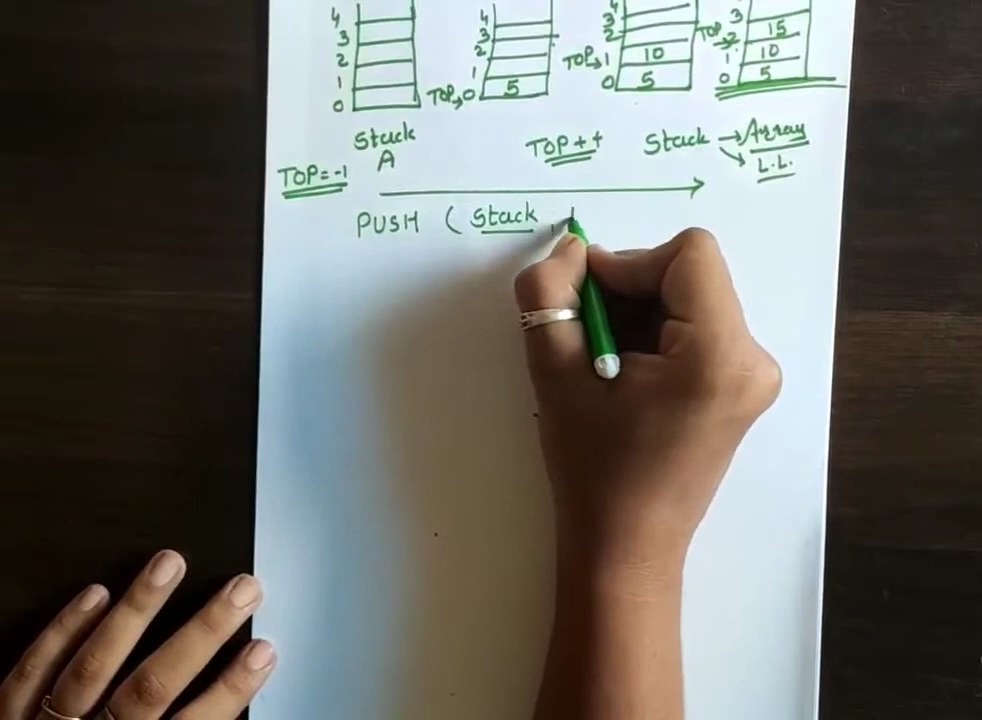 4 4 4 3
3 3 3 2 TOP→2 15
2 2 TOP→1 10 1 10
1 1 0 5 0 5
0 TOP→0 5
Stack TOP++ Stack →Array
A →L.L.
TOP=-1
PUSH ( Stack ,